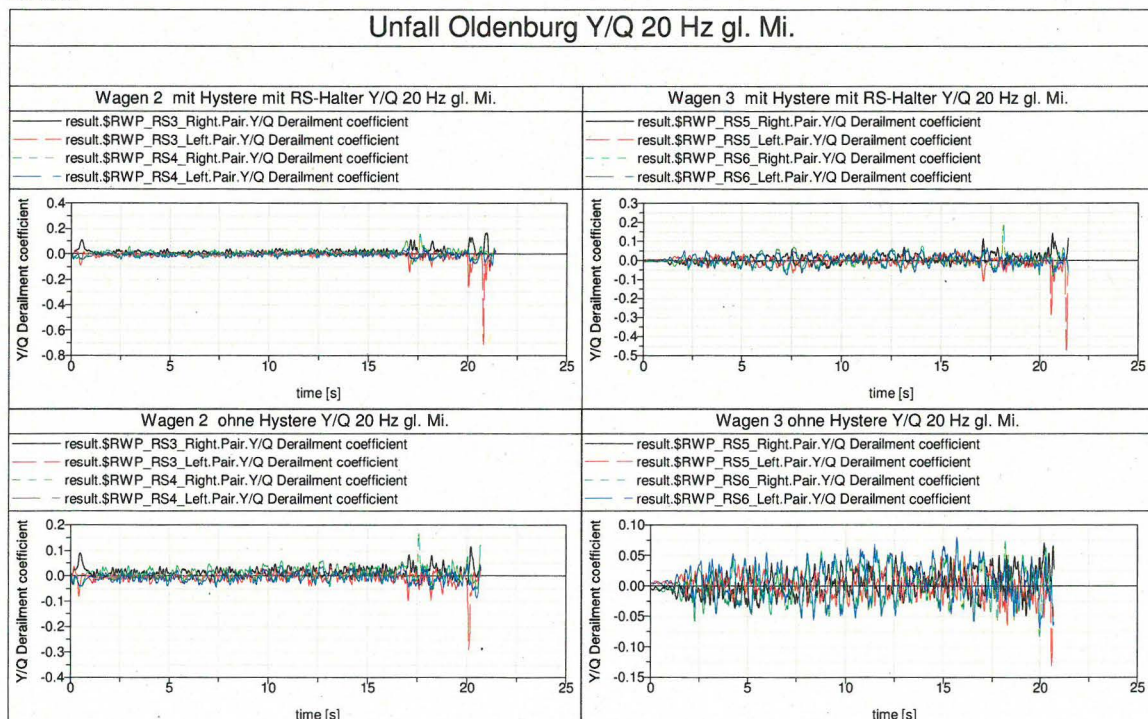 Unfall Oldenburg Y/Q 20 Hz gl. Mi.
Wagen 2 mit Hystere mit RS-Halter Y/Q 20 Hz gl. Mi.
result.$RWP_RS3_Right.Pair.Y/Q Derailment coefficient
result.$RWP_RS3_Left.Pair.Y/Q Derailment coefficient
result.$RWP_RS4_Right.Pair.Y/Q Derailment coefficient
result.$RWP_RS4_Left.Pair.Y/Q Derailment coefficient
Y/Q Derailment coefficient
0.4
0.2
0.0
-0.2
-0.4
-0.6
-0.8
0 5 10 15 20 25
time [s]
Wagen 3 mit Hystere mit RS-Halter Y/Q 20 Hz gl. Mi.
result.$RWP_RS5_Right.Pair.Y/Q Derailment coefficient
result.$RWP_RS5_Left.Pair.Y/Q Derailment coefficient
result.$RWP_RS6_Right.Pair.Y/Q Derailment coefficient
result.$RWP_RS6_Left.Pair.Y/Q Derailment coefficient
Y/Q Derailment coefficient
0.3
0.2
0.1
0.0
-0.1
-0.2
-0.3
-0.4
-0.5
0 5 10 15 20 25
time [s]
Wagen 2 ohne Hystere Y/Q 20 Hz gl. Mi.
result.$RWP_RS3_Right.Pair.Y/Q Derailment coefficient
result.$RWP_RS3_Left.Pair.Y/Q Derailment coefficient
result.$RWP_RS4_Right.Pair.Y/Q Derailment coefficient
result.$RWP_RS4_Left.Pair.Y/Q Derailment coefficient
Y/Q Derailment coefficient
0.2
0.1
0.0
-0.1
-0.2
-0.3
-0.4
0 5 10 15 20 25
time [s]
Wagen 3 ohne Hystere Y/Q 20 Hz gl. Mi.
result.$RWP_RS5_Right.Pair.Y/Q Derailment coefficient
result.$RWP_RS5_Left.Pair.Y/Q Derailment coefficient
result.$RWP_RS6_Right.Pair.Y/Q Derailment coefficient
result.$RWP_RS6_Left.Pair.Y/Q Derailment coefficient
Y/Q Derailment coefficient
0.10
0.05
0.00
-0.05
-0.10
-0.15
0 5 10 15 20 25
time [s]